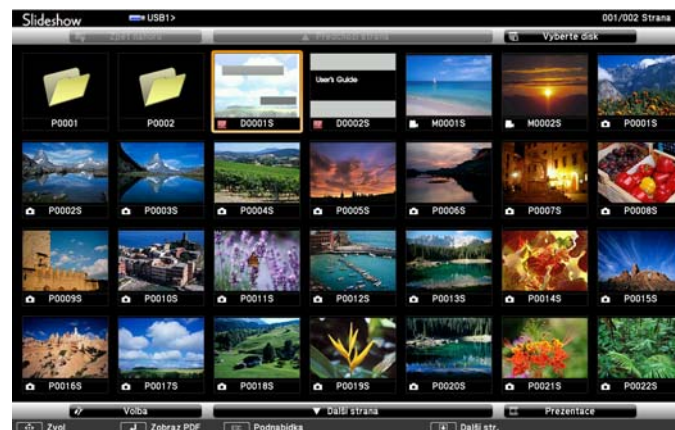 Slideshow USB1> 001/002 Strana
Zpět nahoru ▲ Předchozí strana Vyberte disk
P0001 P0002 D0001S D0002S M0001S M0002S P0001S
User's Guide
P0002S P0003S P0004S P0005S P0006S P0007S P0008S
P0009S P0010S P0011S P0012S P0013S P0014S P0015S
P0016S P0017S P0018S P0019S P0020S P0021S P0022S
Volba ▼ Další strana Prezentace
Zvol Zobraz PDF ESC Podnabídka Další str.